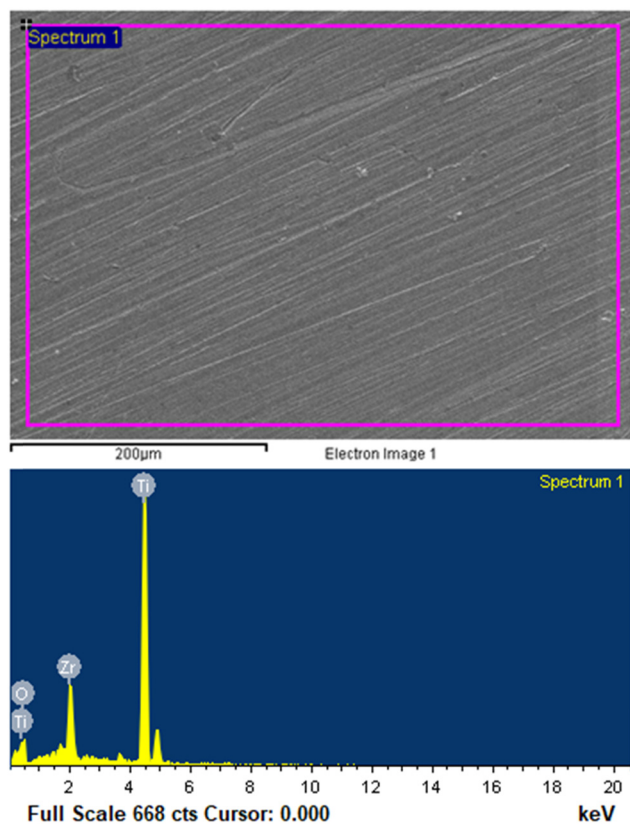 Spectrum 1
200µm Electron Image 1
Spectrum 1
Ti
Zr
O
Ti
2 4 6 8 10 12 14 16 18 20
Full Scale 668 cts Cursor: 0.000 keV